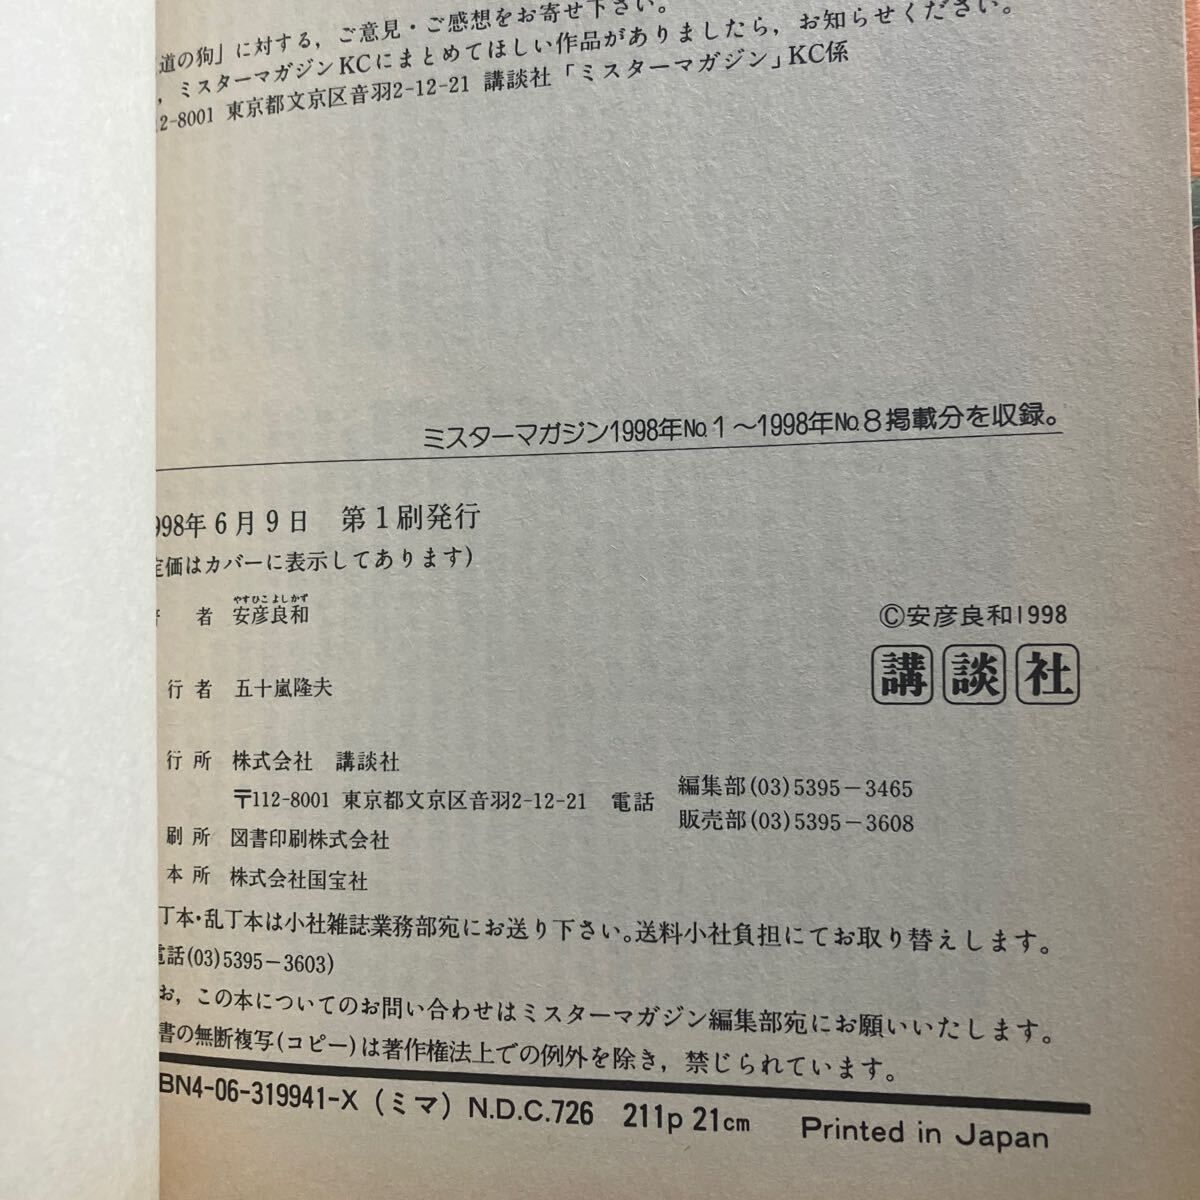 道の狗」に対する，ご意見・ご感想をお寄せ下さい。
，ミスターマガジンKCにまとめてほしい作品がありましたら，お知らせください。
12-8001 東京都文京区音羽2-12-21 講談社「ミスターマガジン」KC係
ミスターマガジン1998年No.1～1998年No.8掲載分を収録。
998年6月9日 第1刷発行
定価はカバーに表示してあります)
やすひこよしかず
著 者 安彦良和
©安彦良和1998
講談社
行者 五十嵐隆夫
行所 株式会社 講談社
〒112-8001 東京都文京区音羽2-12-21 電話
編集部(03)5395－3465
販売部(03)5395－3608
刷所 図書印刷株式会社
本所 株式会社国宝社
丁本・乱丁本は小社雑誌業務部宛にお送り下さい。送料小社負担にてお取り替えします。
電話(03)5395－3603)
お，この本についてのお問い合わせはミスターマガジン編集部宛にお願いいたします。
書の無断複写(コピー)は著作権法上での例外を除き，禁じられています。
BN4-06-319941-X (ミマ) N.D.C.726 211p 21cm Printed in Japan